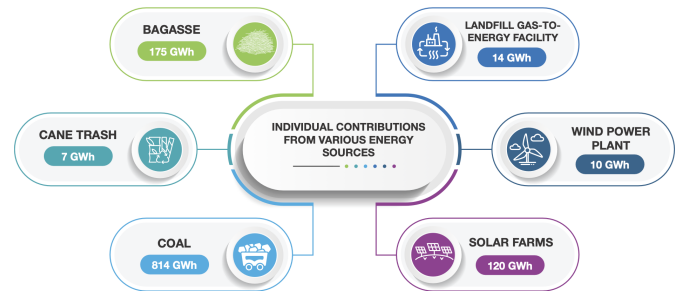 BAGASSE
175 GWh
LANDFILL GAS-TO-
ENERGY FACILITY
14 GWh
CANE TRASH
7 GWh
INDIVIDUAL CONTRIBUTIONS
FROM VARIOUS ENERGY
SOURCES
WIND POWER
PLANT
10 GWh
COAL
814 GWh
SOLAR FARMS
120 GWh